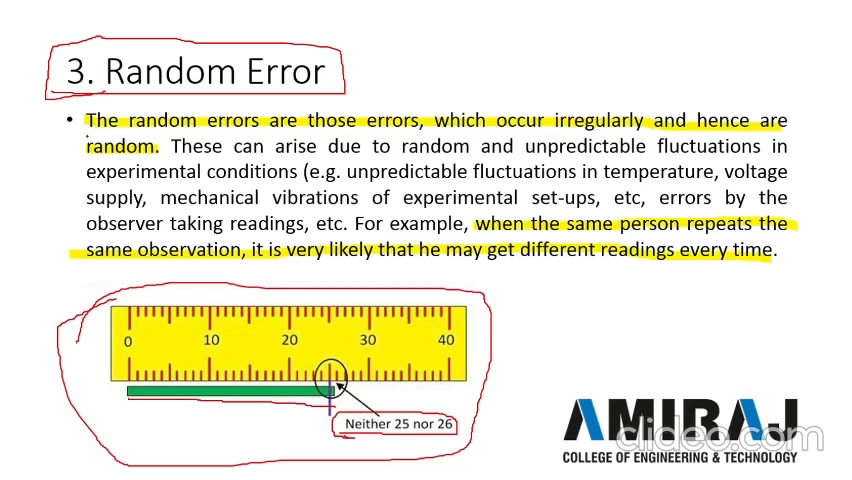 3. Random Error
• The random errors are those errors, which occur irregularly and hence are
random. These can arise due to random and unpredictable fluctuations in
experimental conditions (e.g. unpredictable fluctuations in temperature, voltage
supply, mechanical vibrations of experimental set-ups, etc, errors by the
observer taking readings, etc. For example, when the same person repeats the
same observation, it is very likely that he may get different readings every time.
0 10 20 30 40
Neither 25 nor 26
AMIRAJ
clideo.com
COLLEGE OF ENGINEERING & TECHNOLOGY